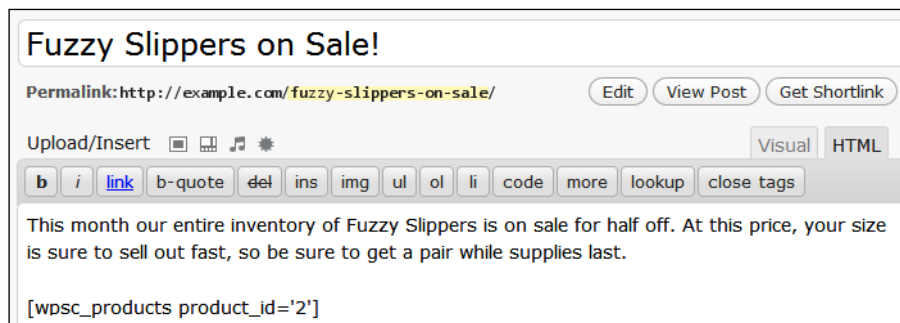 Fuzzy Slippers on Sale!
Permalink: http://example.com/fuzzy-slippers-on-sale/ Edit View Post Get Shortlink
Upload/Insert Visual HTML
b i link b-quote del ins img ul ol li code more lookup close tags
This month our entire inventory of Fuzzy Slippers is on sale for half off. At this price, your size
is sure to sell out fast, so be sure to get a pair while supplies last.
[wpsc_products product_id='2']